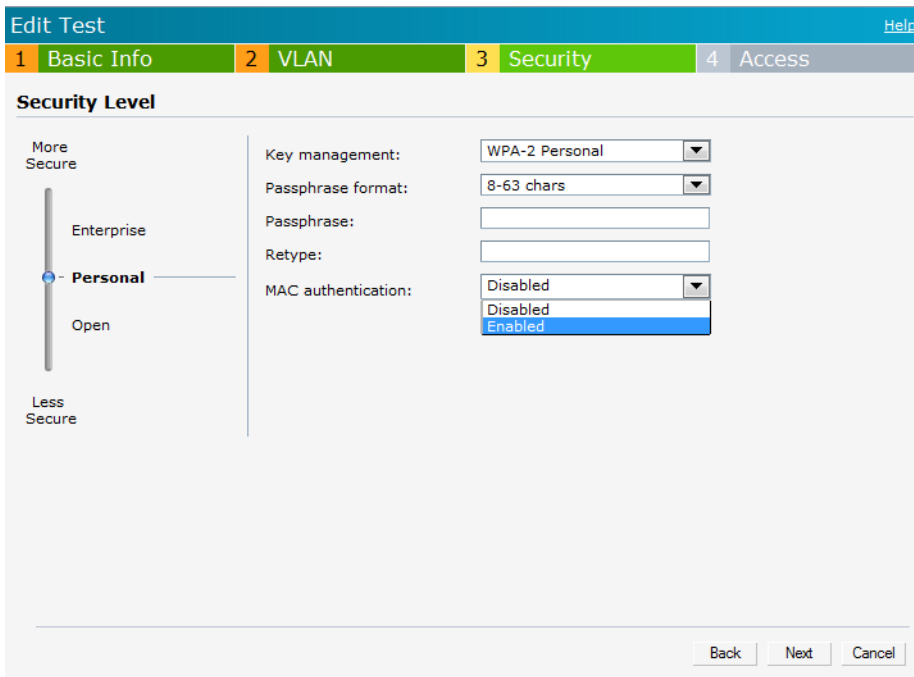 Edit Test
Help
1 Basic Info 2 VLAN 3 Security 4 Access
Security Level
More
Secure
Enterprise
Personal
Open
Less
Secure
Key management: WPA-2 Personal
Passphrase format: 8-63 chars
Passphrase:
Retype:
MAC authentication: Disabled
Disabled
Enabled
Back Next Cancel